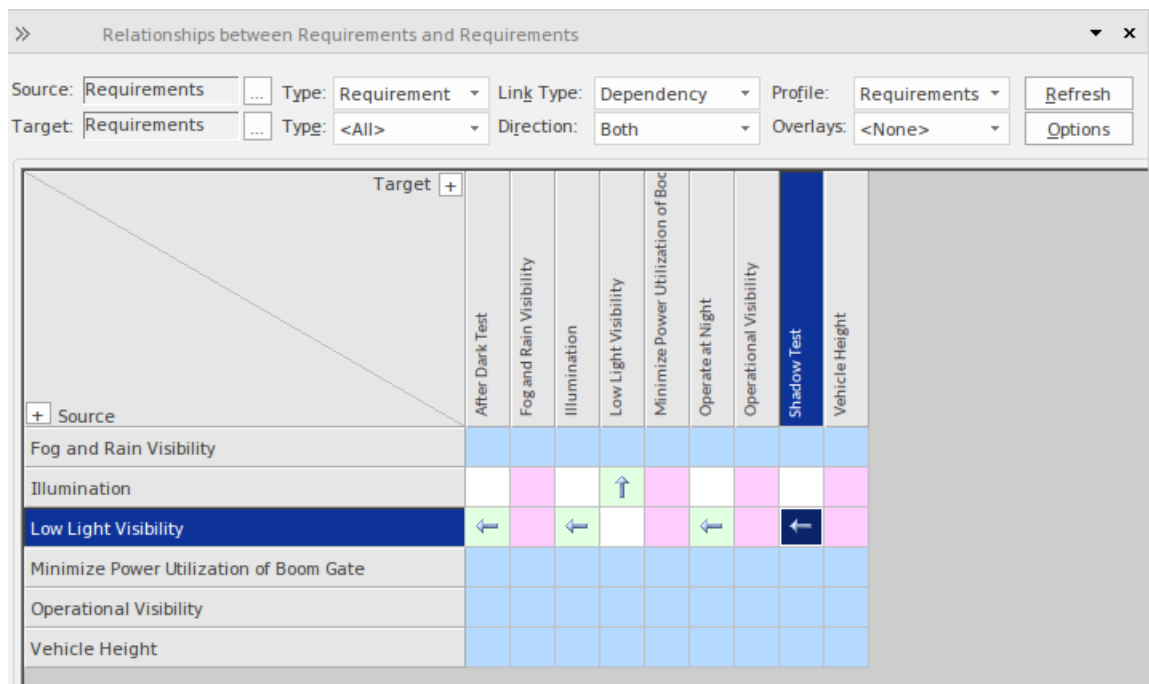 Relationships between Requirements and Requirements
Source: Requirements ... Type: Requirement Link Type: Dependency Profile: Requirements Refresh
Target: Requirements ... Type: <All> Direction: Both Overlays: <None> Options
Target +
After Dark Test
Fog and Rain Visibility
Illumination
Low Light Visibility
Minimize Power Utilization of Boc
Operate at Night
Operational Visibility
Shadow Test
Vehicle Height
+ Source
Fog and Rain Visibility
Illumination
Low Light Visibility
Minimize Power Utilization of Boom Gate
Operational Visibility
Vehicle Height